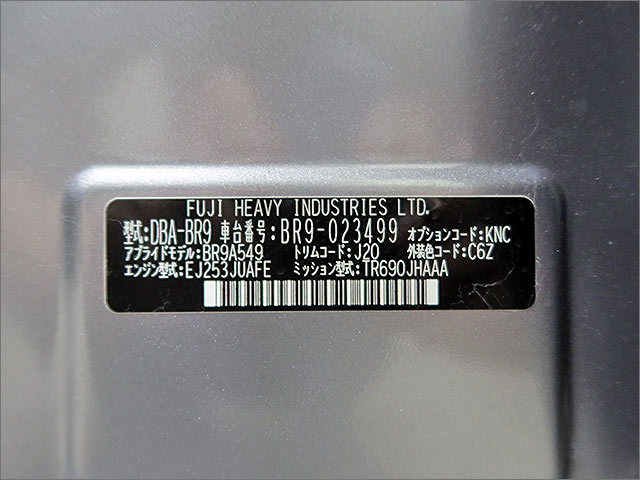 FUJI HEAVY INDUSTRIES LTD.
型式:DBA-BR9 車台番号:BR9-023499 オプションコード:KNC
アプライドモデル:BR9A549 トリムコード:J20 外装色コード:C6Z
エンジン型式:EJ253JUAFE ミッション型式:TR690JHAAA